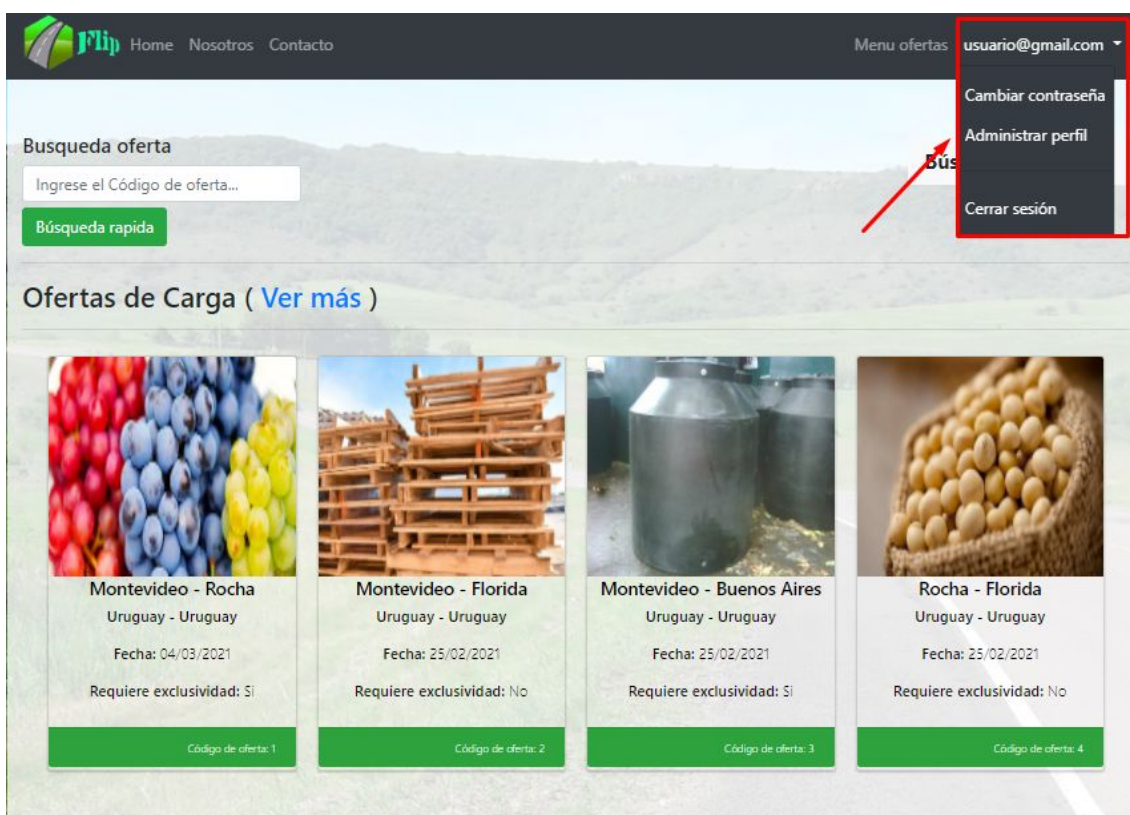 Flip Home Nosotros Contacto
Menu ofertas usuario@gmail.com
Cambiar contraseña
Administrar perfil
Cerrar sesión
Busqueda oferta
Ingrese el Código de oferta...
Búsqueda rapida
Bús
Ofertas de Carga ( Ver más )
Montevideo - Rocha
Uruguay - Uruguay
Fecha: 04/03/2021
Requiere exclusividad: Si
Código de oferta: 1
Montevideo - Florida
Uruguay - Uruguay
Fecha: 25/02/2021
Requiere exclusividad: No
Código de oferta: 2
Montevideo - Buenos Aires
Uruguay - Uruguay
Fecha: 25/02/2021
Requiere exclusividad: Si
Código de oferta: 3
Rocha - Florida
Uruguay - Uruguay
Fecha: 25/02/2021
Requiere exclusividad: No
Código de oferta: 4